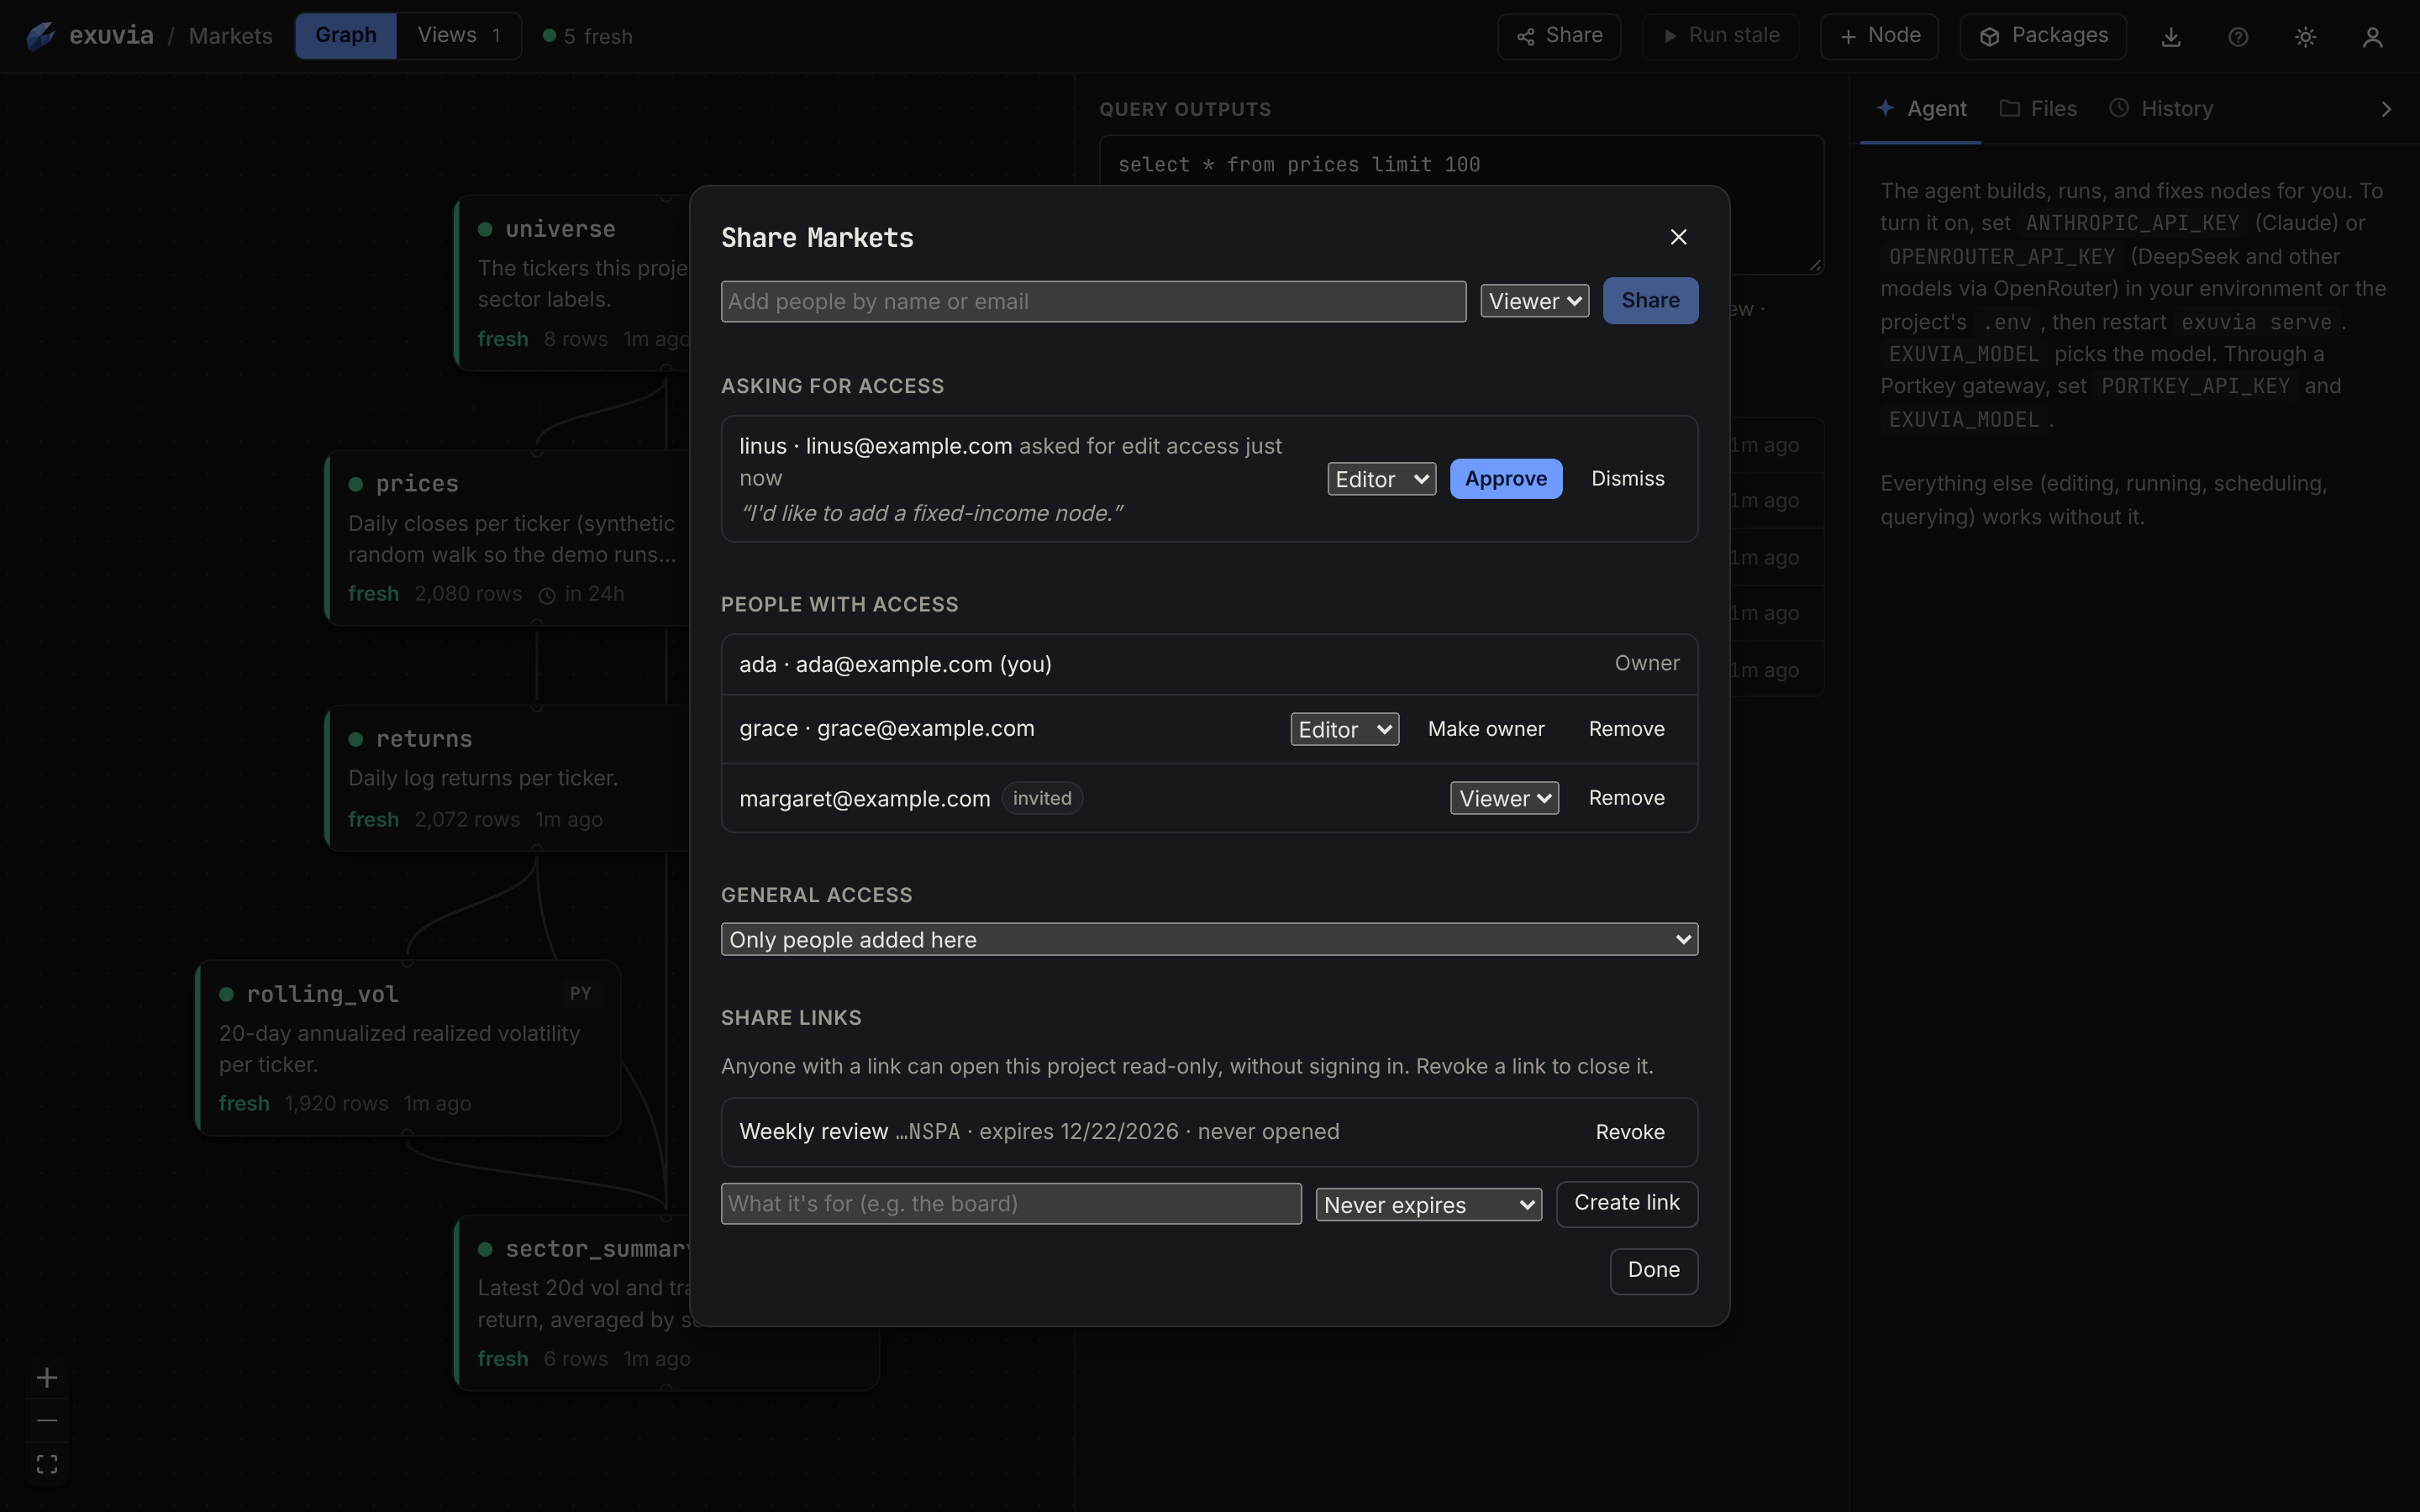 exuvia / Markets
Graph
Views 1
5 fresh
Share
Run stale
Node
Packages
universe
The tickers this proje
sector labels.
fresh 8 rows 1m ago
prices
Daily closes per ticker (synthetic
random walk so the demo runs...
fresh 2,080 rows in 24h
returns
Daily log returns per ticker.
fresh 2,072 rows 1m ago
rolling_vol PY
20-day annualized realized volatility
per ticker.
fresh 1,920 rows 1m ago
sector_summary
Latest 20d vol and tra
return, averaged by se
fresh 6 rows 1m ago
QUERY OUTPUTS
select * from prices limit 100
ew ·
1m ago
1m ago
1m ago
1m ago
1m ago
Share Markets
Add people by name or email
Viewer
Share
ASKING FOR ACCESS
linus · linus@example.com asked for edit access just
now
“I'd like to add a fixed-income node.”
Editor
Approve
Dismiss
PEOPLE WITH ACCESS
ada · ada@example.com (you) Owner
grace · grace@example.com Editor Make owner Remove
margaret@example.com invited Viewer Remove
GENERAL ACCESS
Only people added here
SHARE LINKS
Anyone with a link can open this project read-only, without signing in. Revoke a link to close it.
Weekly review …NSPA · expires 12/22/2026 · never opened Revoke
What it's for (e.g. the board)
Never expires
Create link
Done
Agent
Files
History
The agent builds, runs, and fixes nodes for you. To
turn it on, set ANTHROPIC_API_KEY (Claude) or
OPENROUTER_API_KEY (DeepSeek and other
models via OpenRouter) in your environment or the
project's .env, then restart exuvia serve.
EXUVIA_MODEL picks the model. Through a
Portkey gateway, set PORTKEY_API_KEY and
EXUVIA_MODEL.
Everything else (editing, running, scheduling,
querying) works without it.